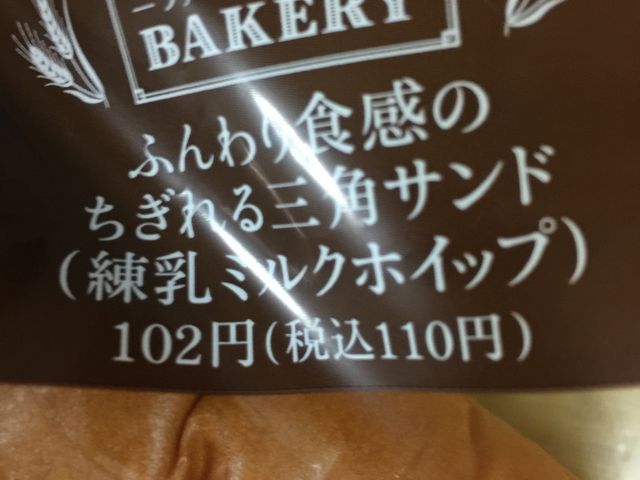 BAKERY
ふんわり食感の
ちぎれる三角サンド
(練乳ミルクホイップ)
102円(税込110円)